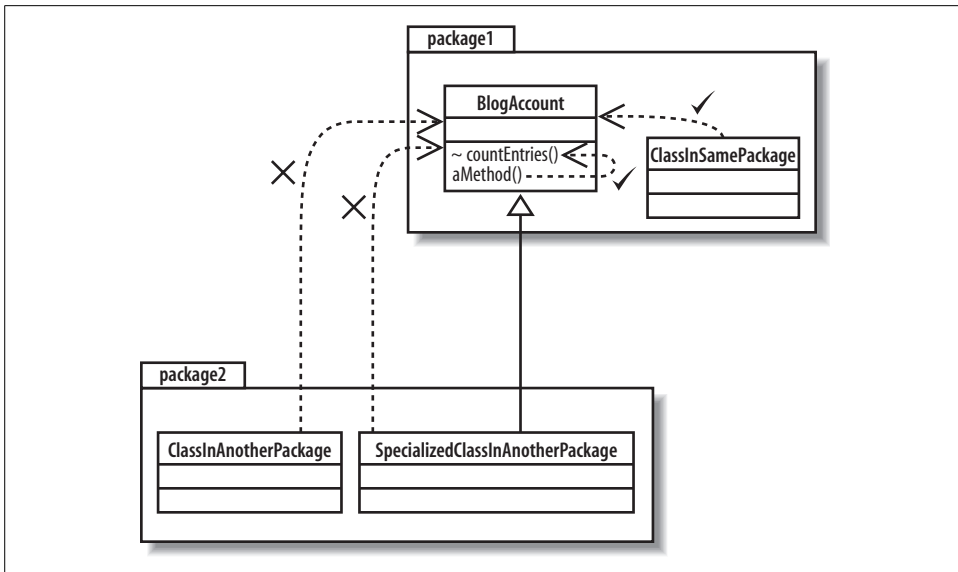 package1
BlogAccount
~ countEntries()
aMethod()
ClassInSamePackage
package2
ClassInAnotherPackage
SpecializedClassInAnotherPackage